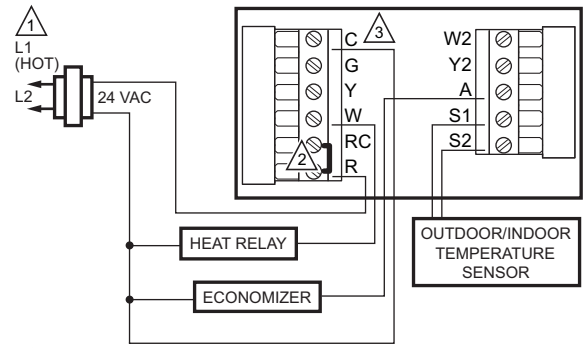 1
L1
(HOT)
L2
24 VAC
C
3
G
Y
W
RC
2
R
W2
Y2
A
S1
S2
HEAT RELAY
ECONOMIZER
OUTDOOR/INDOOR
TEMPERATURE
SENSOR